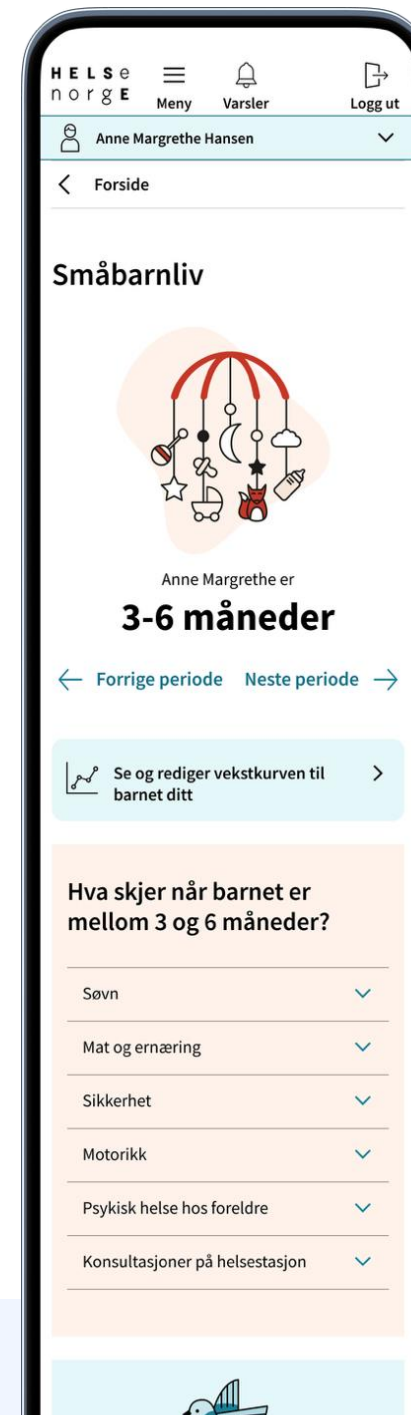 HELSe
norgE
Meny
Varsler
Logg ut
Anne Margrethe Hansen
Forside
Småbarnliv
Anne Margrethe er
3-6 måneder
Forrige periode
Neste periode
Se og rediger vekstkurven til
barnet ditt
Hva skjer når barnet er
mellom 3 og 6 måneder?
Søvn
Mat og ernæring
Sikkerhet
Motorikk
Psykisk helse hos foreldre
Konsultasjoner på helsestasjon